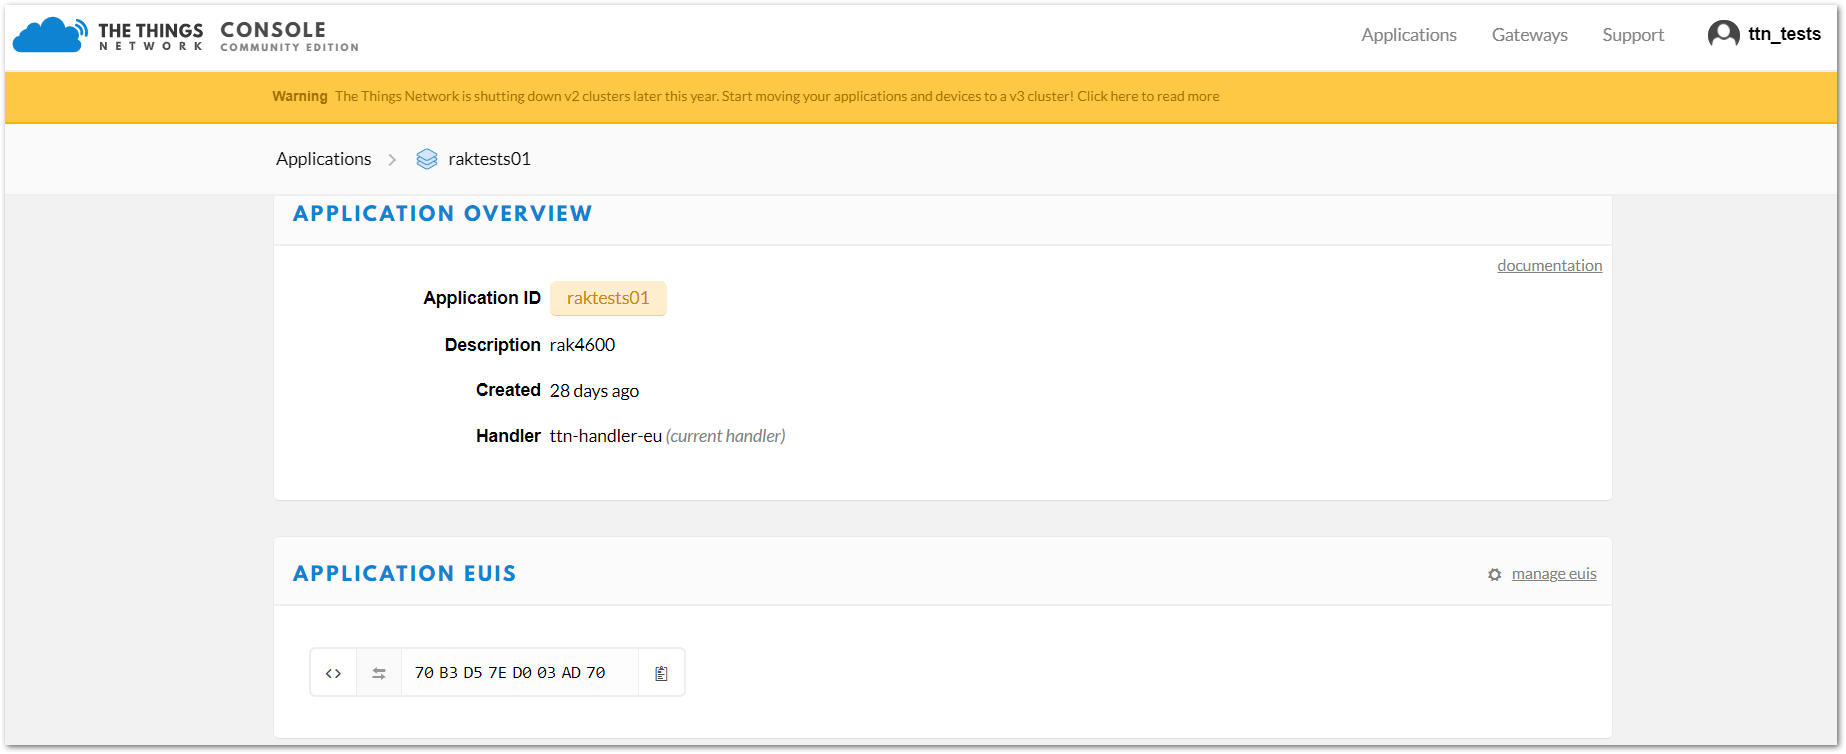 THE THINGS NETWORK CONSOLE COMMUNITY EDITION
Applications Gateways Support ttn_tests
Warning The Things Network is shutting down v2 clusters later this year. Start moving your applications and devices to a v3 cluster! Click here to read more
Applications > raktests01
APPLICATION OVERVIEW
documentation
Application ID raktests01
Description rak4600
Created 28 days ago
Handler ttn-handler-eu (current handler)
APPLICATION EUIS
manage euis
<> 70 B3 D5 7E D0 03 AD 70